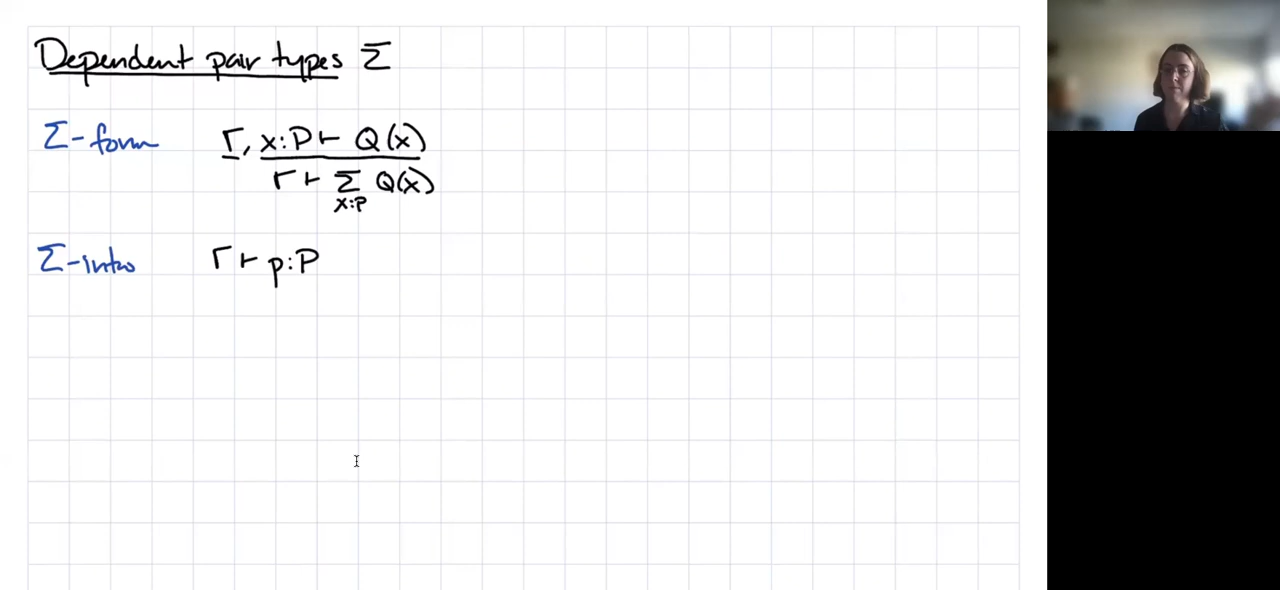 Dependent pair types Σ
Σ-form Γ, x:P ⊢ Q(x)
Γ ⊢ Σ Q(x)
x:P
Σ-intro Γ ⊢ p:P